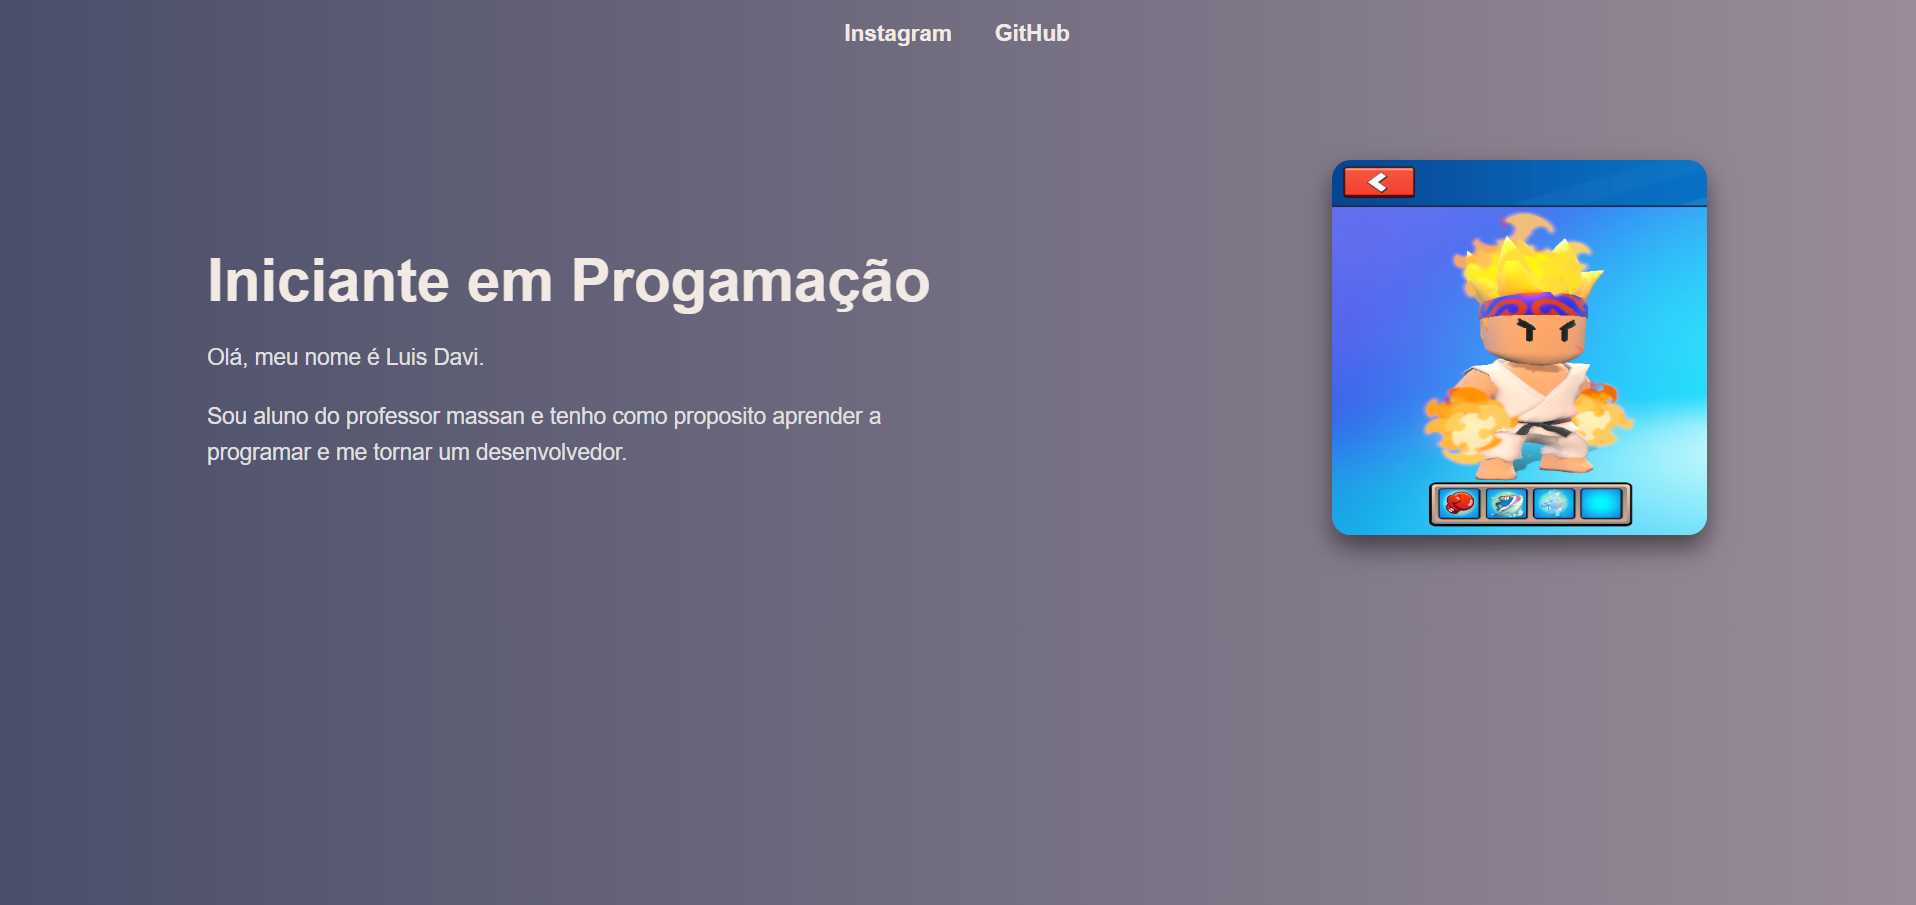 Instagram GitHub
Iniciante em Progamação
Olá, meu nome é Luis Davi.
Sou aluno do professor massan e tenho como proposito aprender a
programar e me tornar um desenvolvedor.